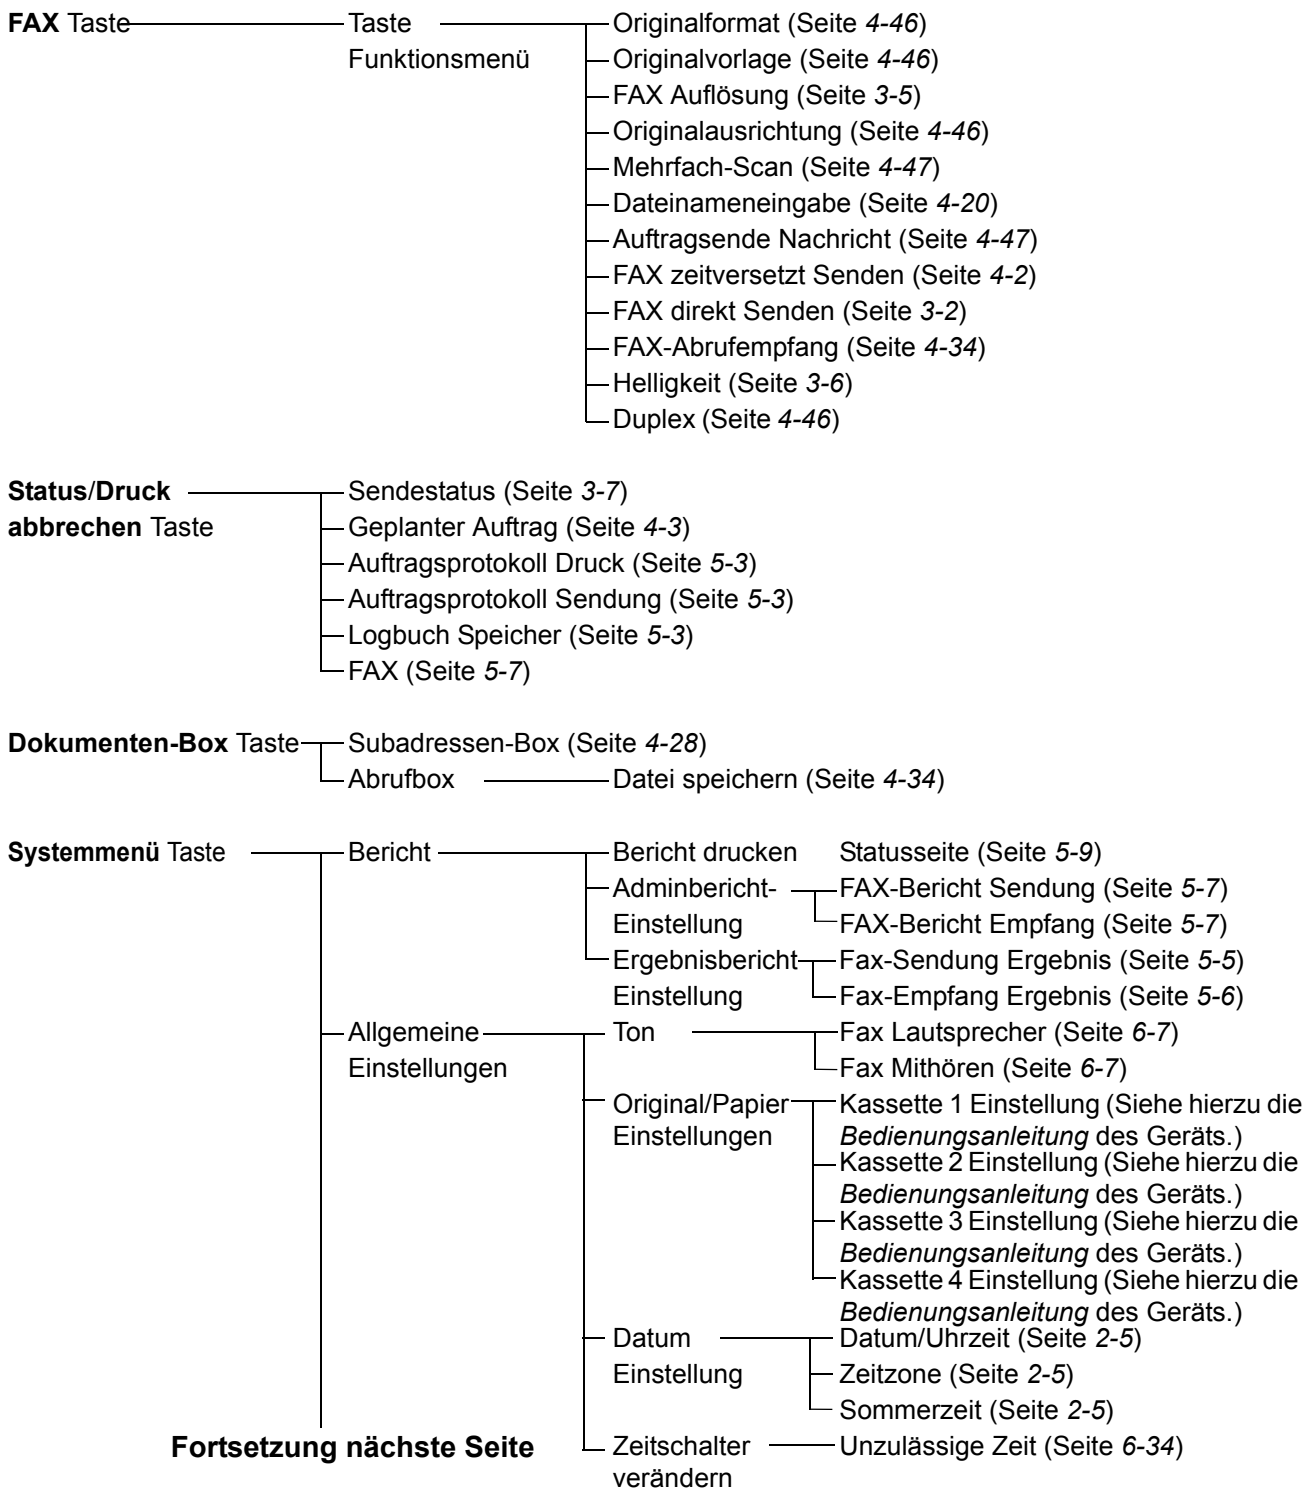 FAX Taste Taste Originalformat (Seite 4-46)
Funktionsmenü Originalvorlage (Seite 4-46)
FAX Auflösung (Seite 3-5)
Originalausrichtung (Seite 4-46)
Mehrfach-Scan (Seite 4-47)
Dateinameneingabe (Seite 4-20)
Auftragsende Nachricht (Seite 4-47)
FAX zeitversetzt Senden (Seite 4-2)
FAX direkt Senden (Seite 3-2)
FAX-Abrufempfang (Seite 4-34)
Helligkeit (Seite 3-6)
Duplex (Seite 4-46)
Status/Druck Sendestatus (Seite 3-7)
abbrechen Taste Geplanter Auftrag (Seite 4-3)
Auftragsprotokoll Druck (Seite 5-3)
Auftragsprotokoll Sendung (Seite 5-3)
Logbuch Speicher (Seite 5-3)
FAX (Seite 5-7)
Dokumenten-Box Taste Subadressen-Box (Seite 4-28)
Abrufbox Datei speichern (Seite 4-34)
Systemmenü Taste Bericht Bericht drucken Statusseite (Seite 5-9)
Adminbericht- FAX-Bericht Sendung (Seite 5-7)
Einstellung FAX-Bericht Empfang (Seite 5-7)
Ergebnisbericht Fax-Sendung Ergebnis (Seite 5-5)
Einstellung Fax-Empfang Ergebnis (Seite 5-6)
Allgemeine Ton Fax Lautsprecher (Seite 6-7)
Einstellungen Fax Mithören (Seite 6-7)
Original/Papier Kassette 1 Einstellung (Siehe hierzu die
Einstellungen Bedienungsanleitung des Geräts.)
Kassette 2 Einstellung (Siehe hierzu die
Bedienungsanleitung des Geräts.)
Kassette 3 Einstellung (Siehe hierzu die
Bedienungsanleitung des Geräts.)
Kassette 4 Einstellung (Siehe hierzu die
Bedienungsanleitung des Geräts.)
Datum Datum/Uhrzeit (Seite 2-5)
Einstellung Zeitzone (Seite 2-5)
Sommerzeit (Seite 2-5)
Fortsetzung nächste Seite Zeitschalter Unzulässige Zeit (Seite 6-34)
verändern